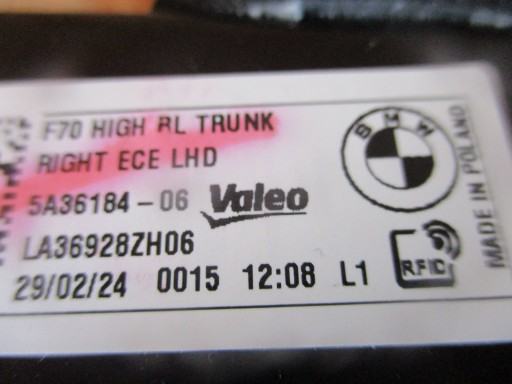 F70 HIGH RL TRUNK
RIGHT ECE LHD
5A36184-06 Valeo
LA36928ZH06
29/02/24 0015 12:08 L1
BMW
RFID
MADE IN POLAND